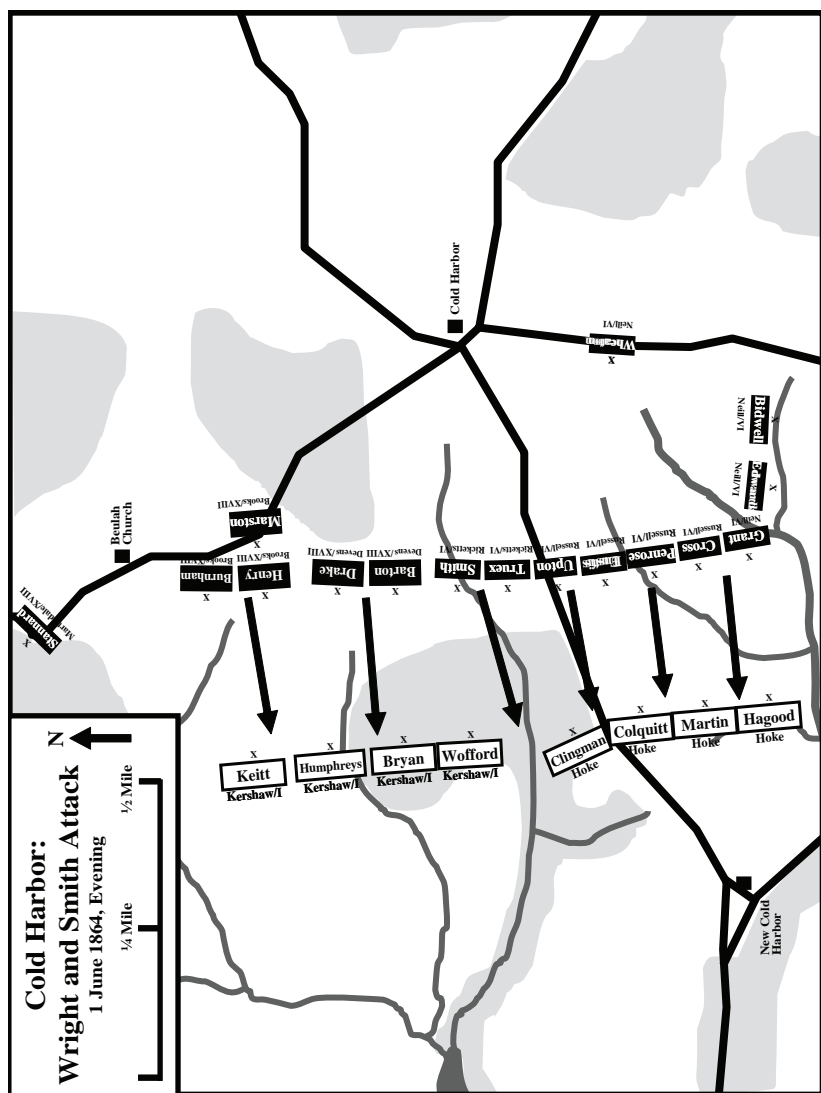 Cold Harbor:
Wright and Smith Attack
1 June 1864, Evening
N
¼ Mile
½ Mile
Cold Harbor
Beulah
Church
New Cold
Harbor
x
Stannard
Martindale/XVIII
x
Burnham
Brooks/XVIII
x
Henry
Brooks/XVIII
x
Marston
Brooks/XVIII
x
Drake
Devens/XVIII
x
Barton
Devens/XVIII
x
Smith
Ricketts/VI
x
Truex
Ricketts/VI
x
Upton
Russell/VI
x
Russell/VI
x
Penrose
Russell/VI
x
Cross
Russell/VI
x
Grant
Neill/VI
x
Edwards
Neill/VI
x
Bidwell
Neill/VI
x
Wheaton
Neill/VI
x
Keitt
Kershaw/I
x
Humphreys
Kershaw/I
x
Bryan
Kershaw/I
x
Wofford
Kershaw/I
x
Clingman
Hoke
x
Colquitt
Hoke
x
Martin
Hoke
x
Hagood
Hoke